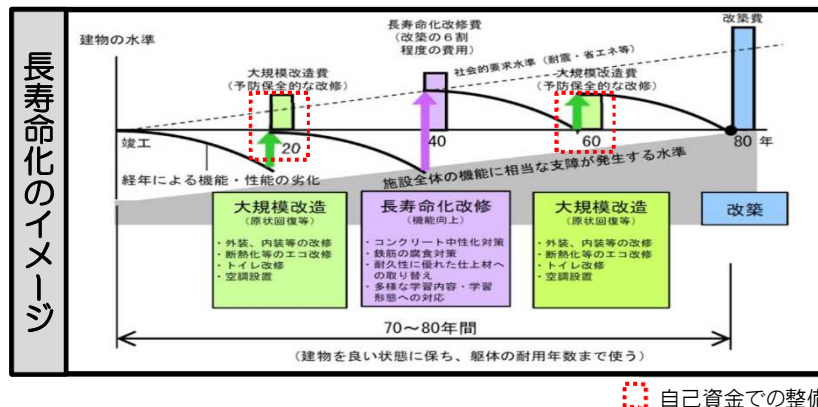 長寿命化のイメージ
建物の水準
大規模改造費
(予防保全的な改修)
長寿命化改修費
(改築の6割
程度の費用)
社会的要求水準(耐震・省エネ等)
大規模改造費
(予防保全的な改修)
改築費
竣工
20
40
60
80 年
経年による機能・性能の劣化
施設全体の機能に相当な支障が発生する水準
大規模改造
(原状回復等)
・外装、内装等の改修
・断熱化等のエコ改修
・トイレ改修
・空調設置
長寿命化改修
(機能向上)
・コンクリート中性化対策
・鉄筋の腐食対策
・耐久性に優れた仕上材へ
の取り替え
・多様な学習内容・学習
形態への対応
大規模改造
(原状回復等)
・外装、内装等の改修
・断熱化等のエコ改修
・トイレ改修
・空調設置
改築
70～80年間
(建物を良い状態に保ち、躯体の耐用年数まで使う)
自己資金での整備